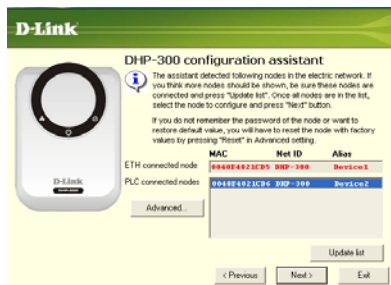 D-Link
DHP-300 configuration assistant
The assistant detected following nodes in the electric network. If
you think more nodes should be shown, be sure these nodes are
connected and press "Update list". Once all nodes are in the list,
select the node to configure and press "Next" button.
If you do not remember the password of the node or want to
restore default value, you will have to reset the node with factory
values by pressing "Reset" in Advanced setting.
MAC Net ID Alias
ETH connected node 0040F4021CD5 DHP-300 Device1
PLC connected nodes 0040F4021CD6 DHP-300 Device2
D-Link
Advanced...
Update list
< Previous Next > Exit